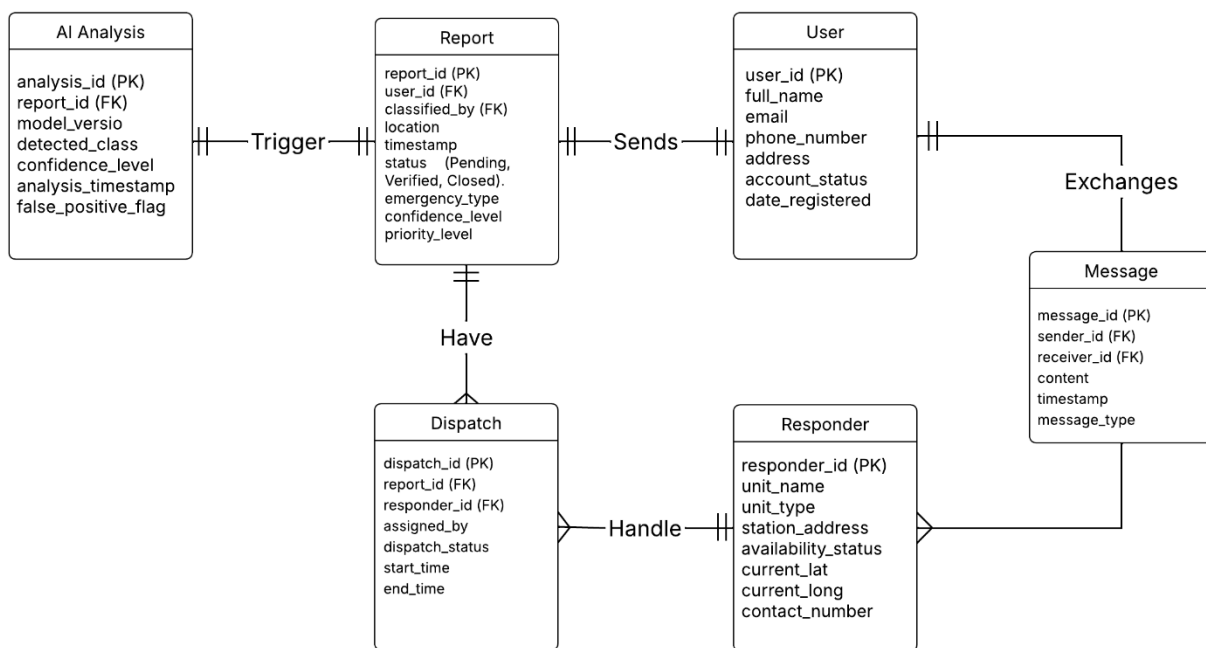 AI Analysis
analysis_id (PK)
report_id (FK)
model_versio
detected_class
confidence_level
analysis_timestamp
false_positive_flag
Trigger
Report
report_id (PK)
user_id (FK)
classified_by (FK)
location
timestamp
status (Pending,
Verified, Closed).
emergency_type
confidence_level
priority_level
Sends
User
user_id (PK)
full_name
email
phone_number
address
account_status
date_registered
Exchanges
Message
message_id (PK)
sender_id (FK)
receiver_id (FK)
content
timestamp
message_type
Have
Dispatch
dispatch_id (PK)
report_id (FK)
responder_id (FK)
assigned_by
dispatch_status
start_time
end_time
Handle
Responder
responder_id (PK)
unit_name
unit_type
station_address
availability_status
current_lat
current_long
contact_number